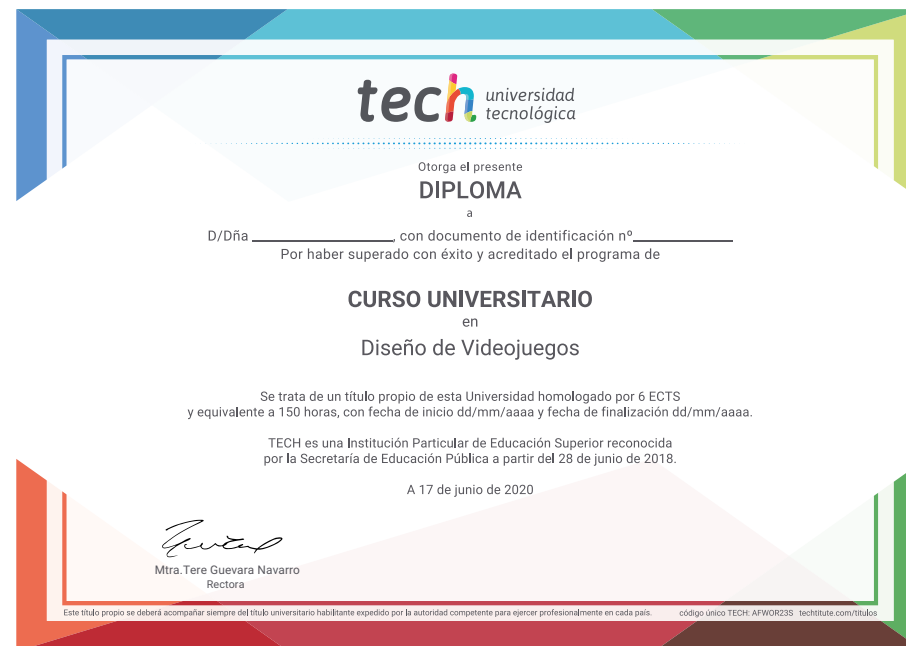 tech universidad
tecnológica
Otorga el presente
DIPLOMA
a
D/Dña ____________, con documento de identificación nº____________
Por haber superado con éxito y acreditado el programa de
CURSO UNIVERSITARIO
en
Diseño de Videojuegos
Se trata de un título propio de esta Universidad homologado por 6 ECTS
y equivalente a 150 horas, con fecha de inicio dd/mm/aaaa y fecha de finalización dd/mm/aaaa.
TECH es una Institución Particular de Educación Superior reconocida
por la Secretaría de Educación Pública a partir del 28 de junio de 2018.
A 17 de junio de 2020
Mtra.Tere Guevara Navarro
Rectora
Este título propio se deberá acompañar siempre del título universitario habilitante expedido por la autoridad competente para ejercer profesionalmente en cada país. código único TECH: AFWOR23S techtitute.com/titulos